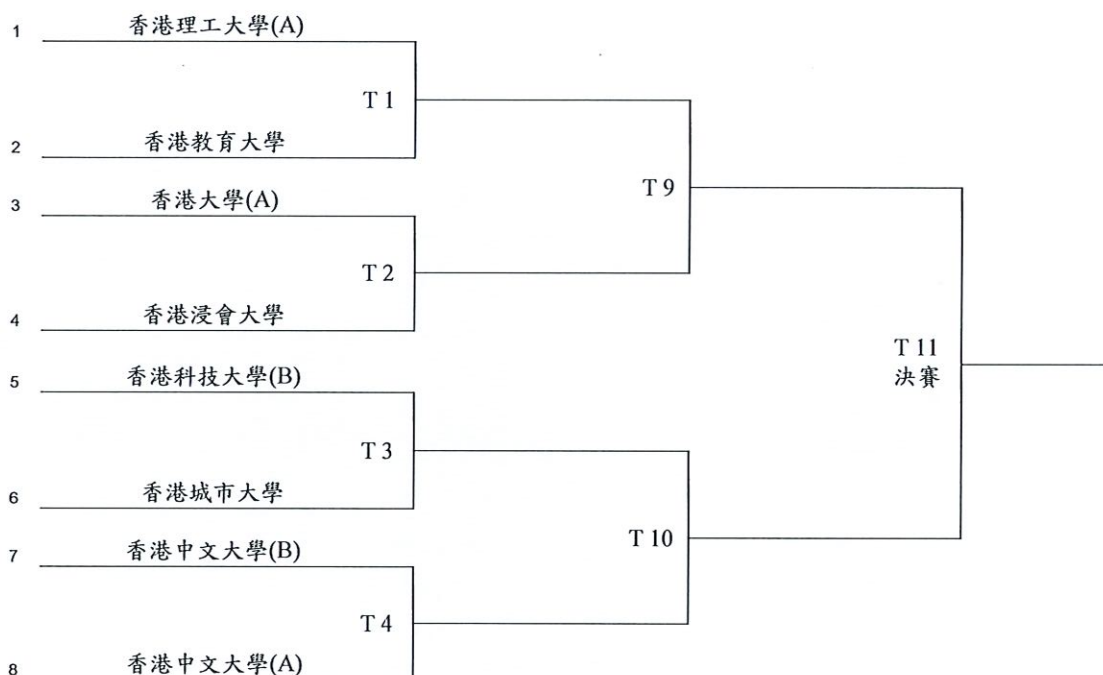 1 香港理工大學(A)
T 1
2 香港教育大學
T 9
3 香港大學(A)
T 2
4 香港浸會大學
T 11
決賽
5 香港科技大學(B)
T 3
6 香港城市大學
T 10
7 香港中文大學(B)
T 4
8 香港中文大學(A)